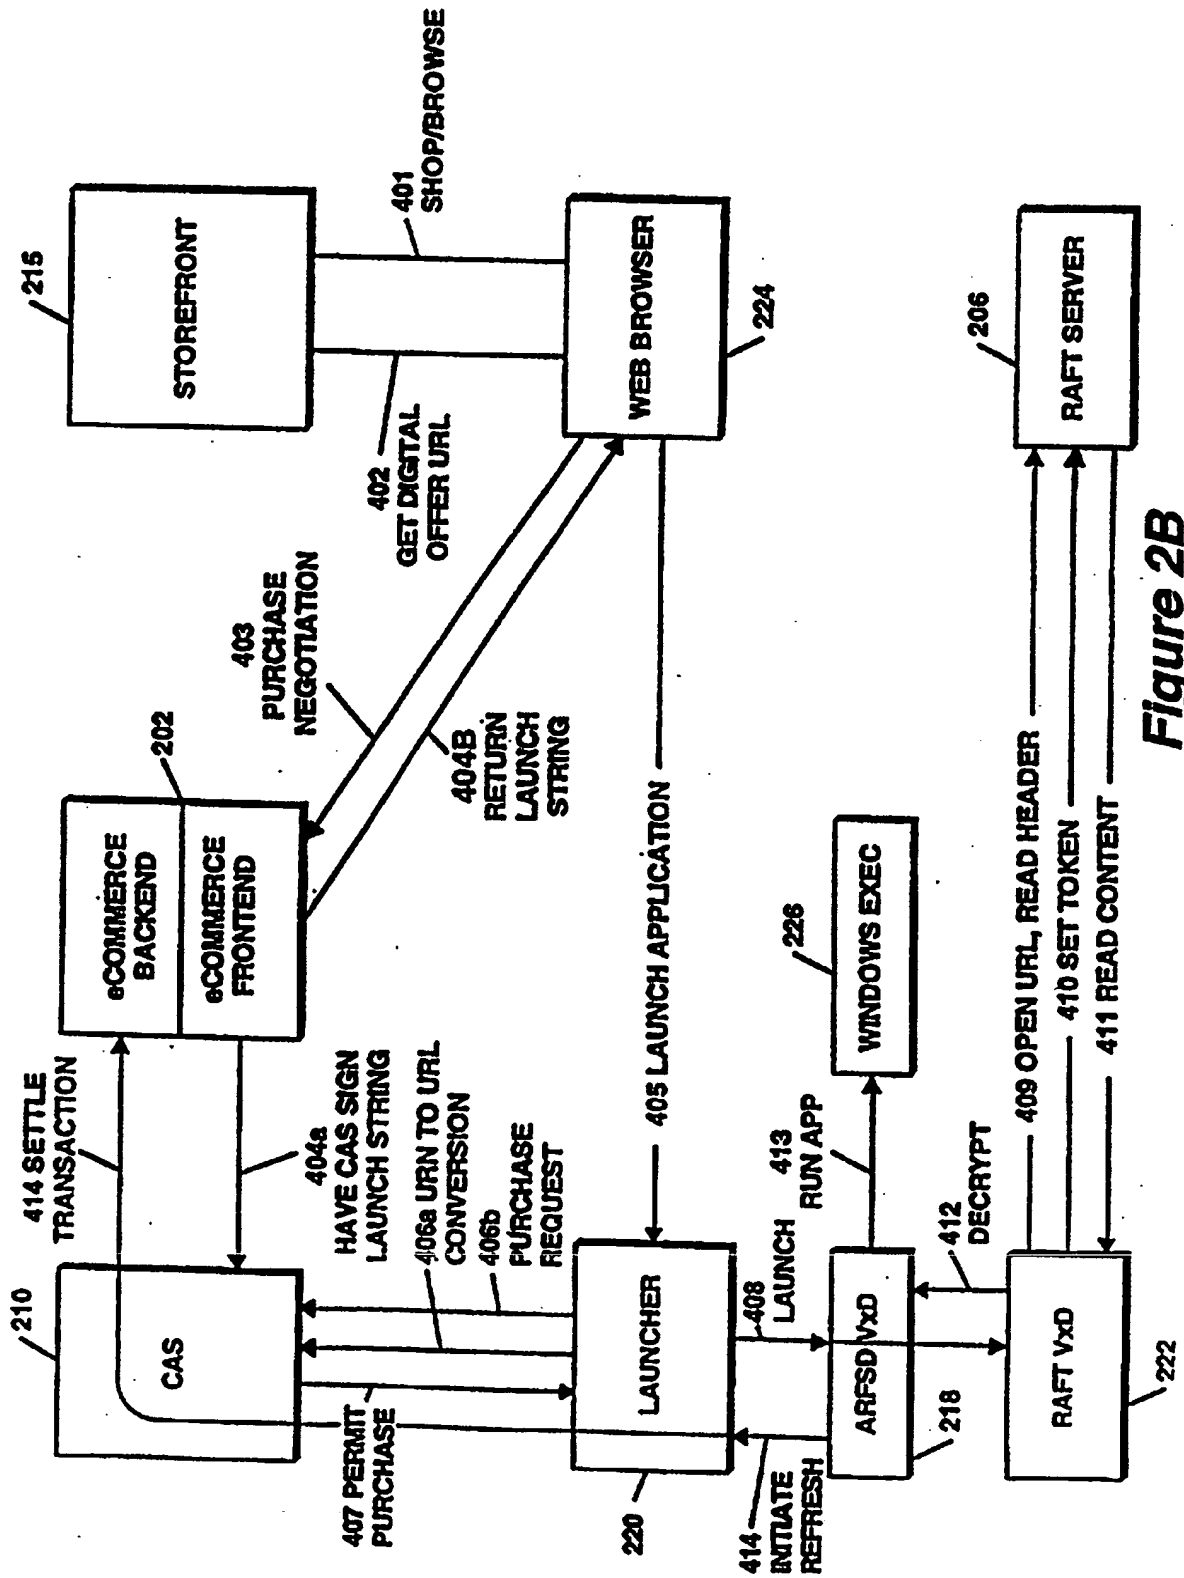 215
STOREFRONT
401
SHOP/BROWSE
402
GET DIGITAL
OFFER URL
WEB BROWSER
224
403
PURCHASE
NEGOTIATION
404B
RETURN
LAUNCH
STRING
202
eCOMMERCE
BACKEND
eCOMMERCE
FRONTEND
414 SETTLE
TRANSACTION
404a
HAVE CAS SIGN
LAUNCH STRING
406a URN TO URL
CONVERSION
406b
PURCHASE
REQUEST
405 LAUNCH APPLICATION
210
CAS
407 PERMIT
PURCHASE
LAUNCHER
220
408
LAUNCH
414
INITIATE
REFRESH
413
RUN APP
226
WINDOWS EXEC
ARFSD VxD
218
412
DECRYPT
RAFT VxD
222
409 OPEN URL, READ HEADER
410 SET TOKEN
411 READ CONTENT
206
RAFT SERVER
Figure 2B